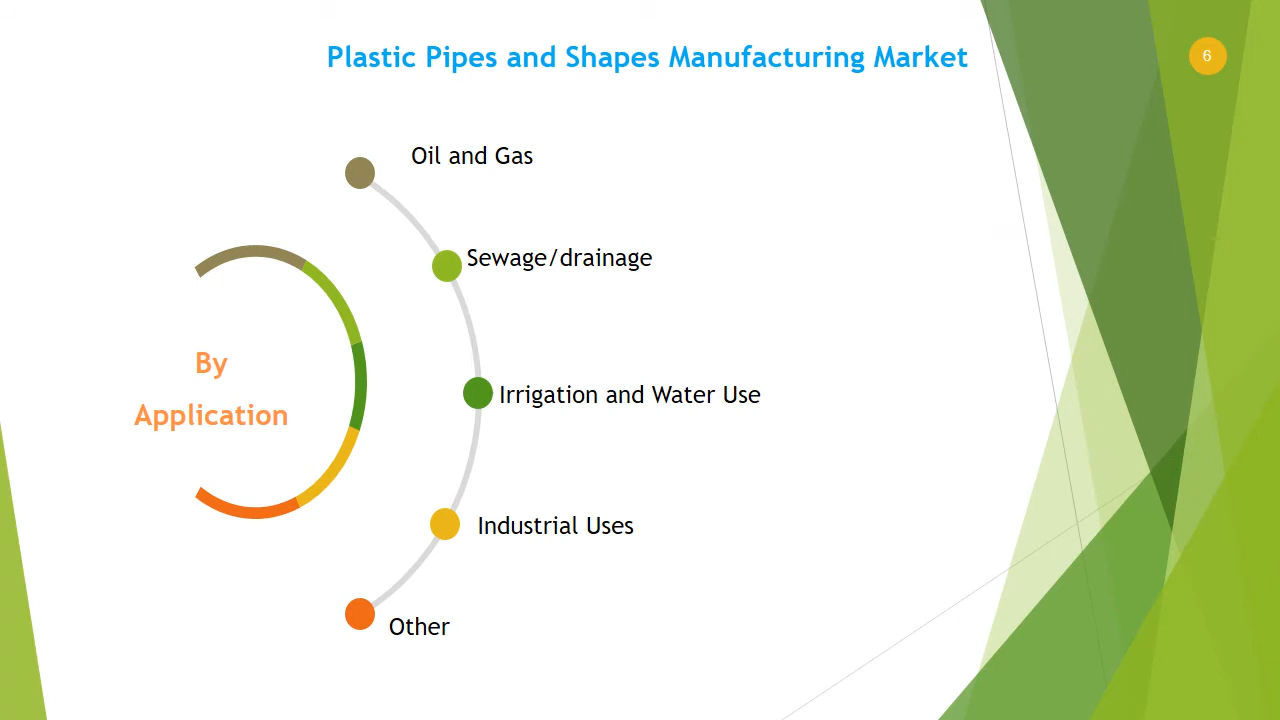 Plastic Pipes and Shapes Manufacturing Market
6
Oil and Gas
Sewage/drainage
By
Application
Irrigation and Water Use
Industrial Uses
Other